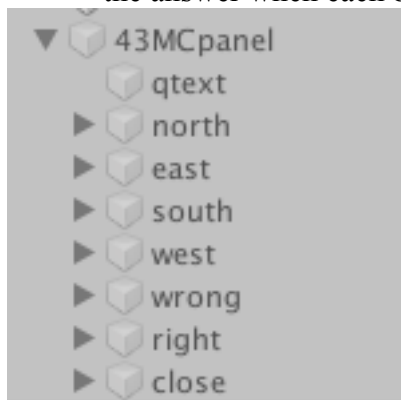 43MCpanel
qtext
north
east
south
west
wrong
right
close